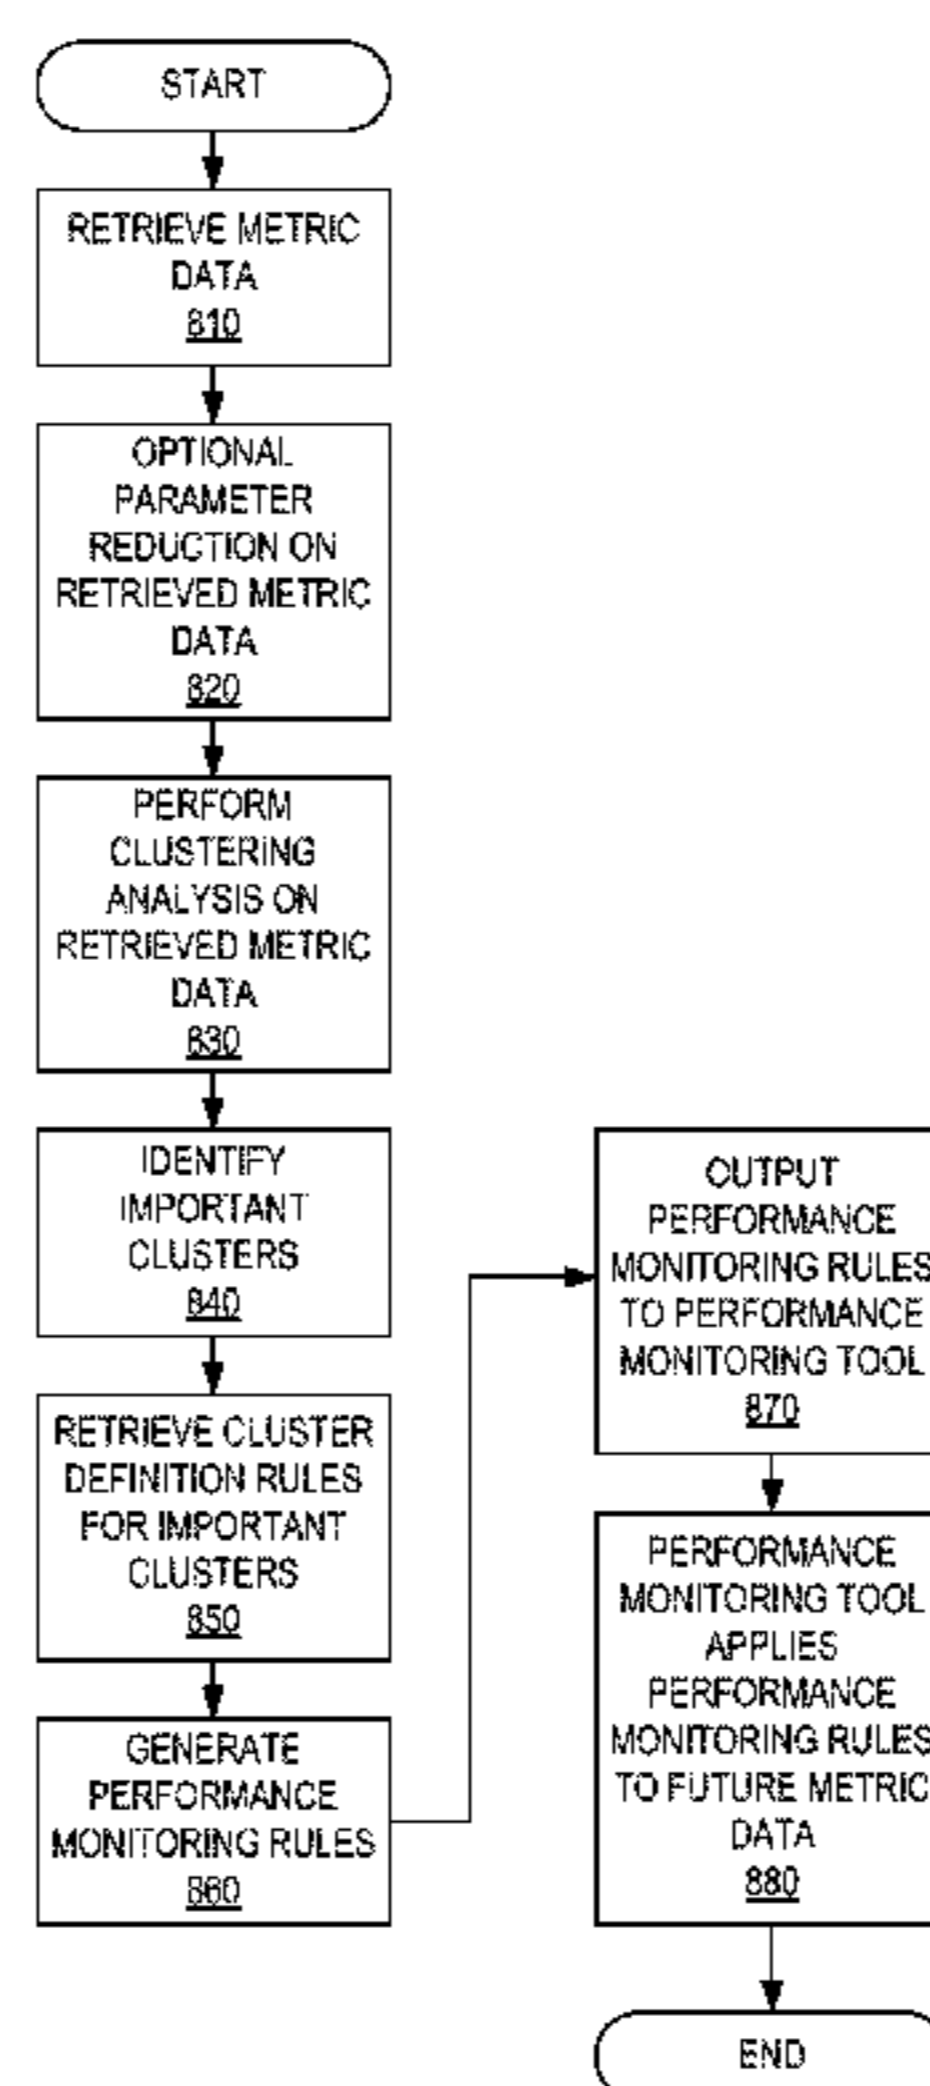 START
RETRIEVE METRIC
DATA
810
OPTIONAL
PARAMETER
REDUCTION ON
RETRIEVED METRIC
DATA
820
PERFORM
CLUSTERING
ANALYSIS ON
RETRIEVED METRIC
DATA
830
IDENTIFY
IMPORTANT
CLUSTERS
840
RETRIEVE CLUSTER
DEFINITION RULES
FOR IMPORTANT
CLUSTERS
850
GENERATE
PERFORMANCE
MONITORING RULES
860
OUTPUT
PERFORMANCE
MONITORING RULES
TO PERFORMANCE
MONITORING TOOL
870
PERFORMANCE
MONITORING TOOL
APPLIES
PERFORMANCE
MONITORING RULES
TO FUTURE METRIC
DATA
880
END